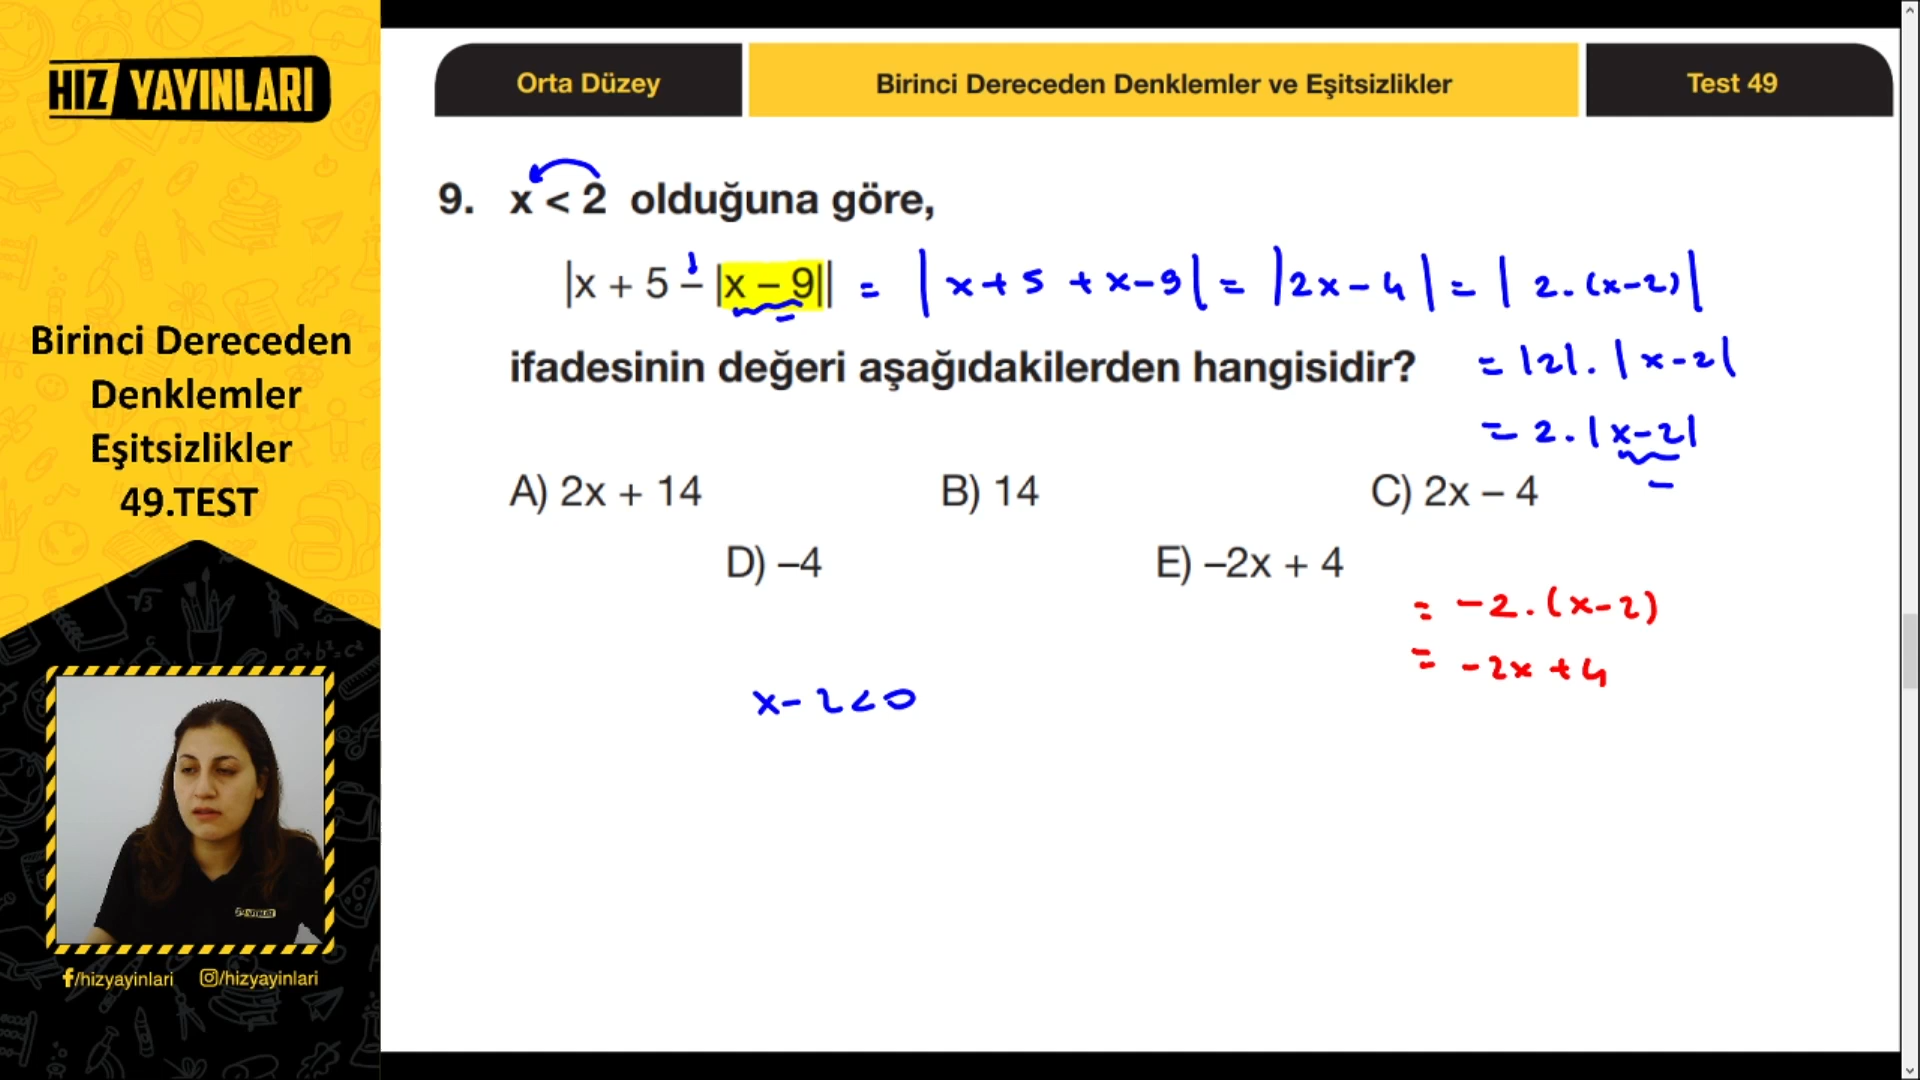 HIZ YAYINLARI
Birinci Dereceden
Denklemler
Eşitsizlikler
49.TEST
f/hizyayinlari /hizyayinlari
Orta Düzey Birinci Dereceden Denklemler ve Eşitsizlikler Test 49
9. x < 2 olduğuna göre,
|x + 5 – |x – 9|| = |x+5 +x-9| = |2x-4| = |2.(x-2)|
ifadesinin değeri aşağıdakilerden hangisidir?
= |2|.|x-2|
= 2.|x-2|
-
A) 2x + 14 B) 14 C) 2x – 4
D) –4 E) –2x + 4
= -2.(x-2)
= -2x+4
x-2<0